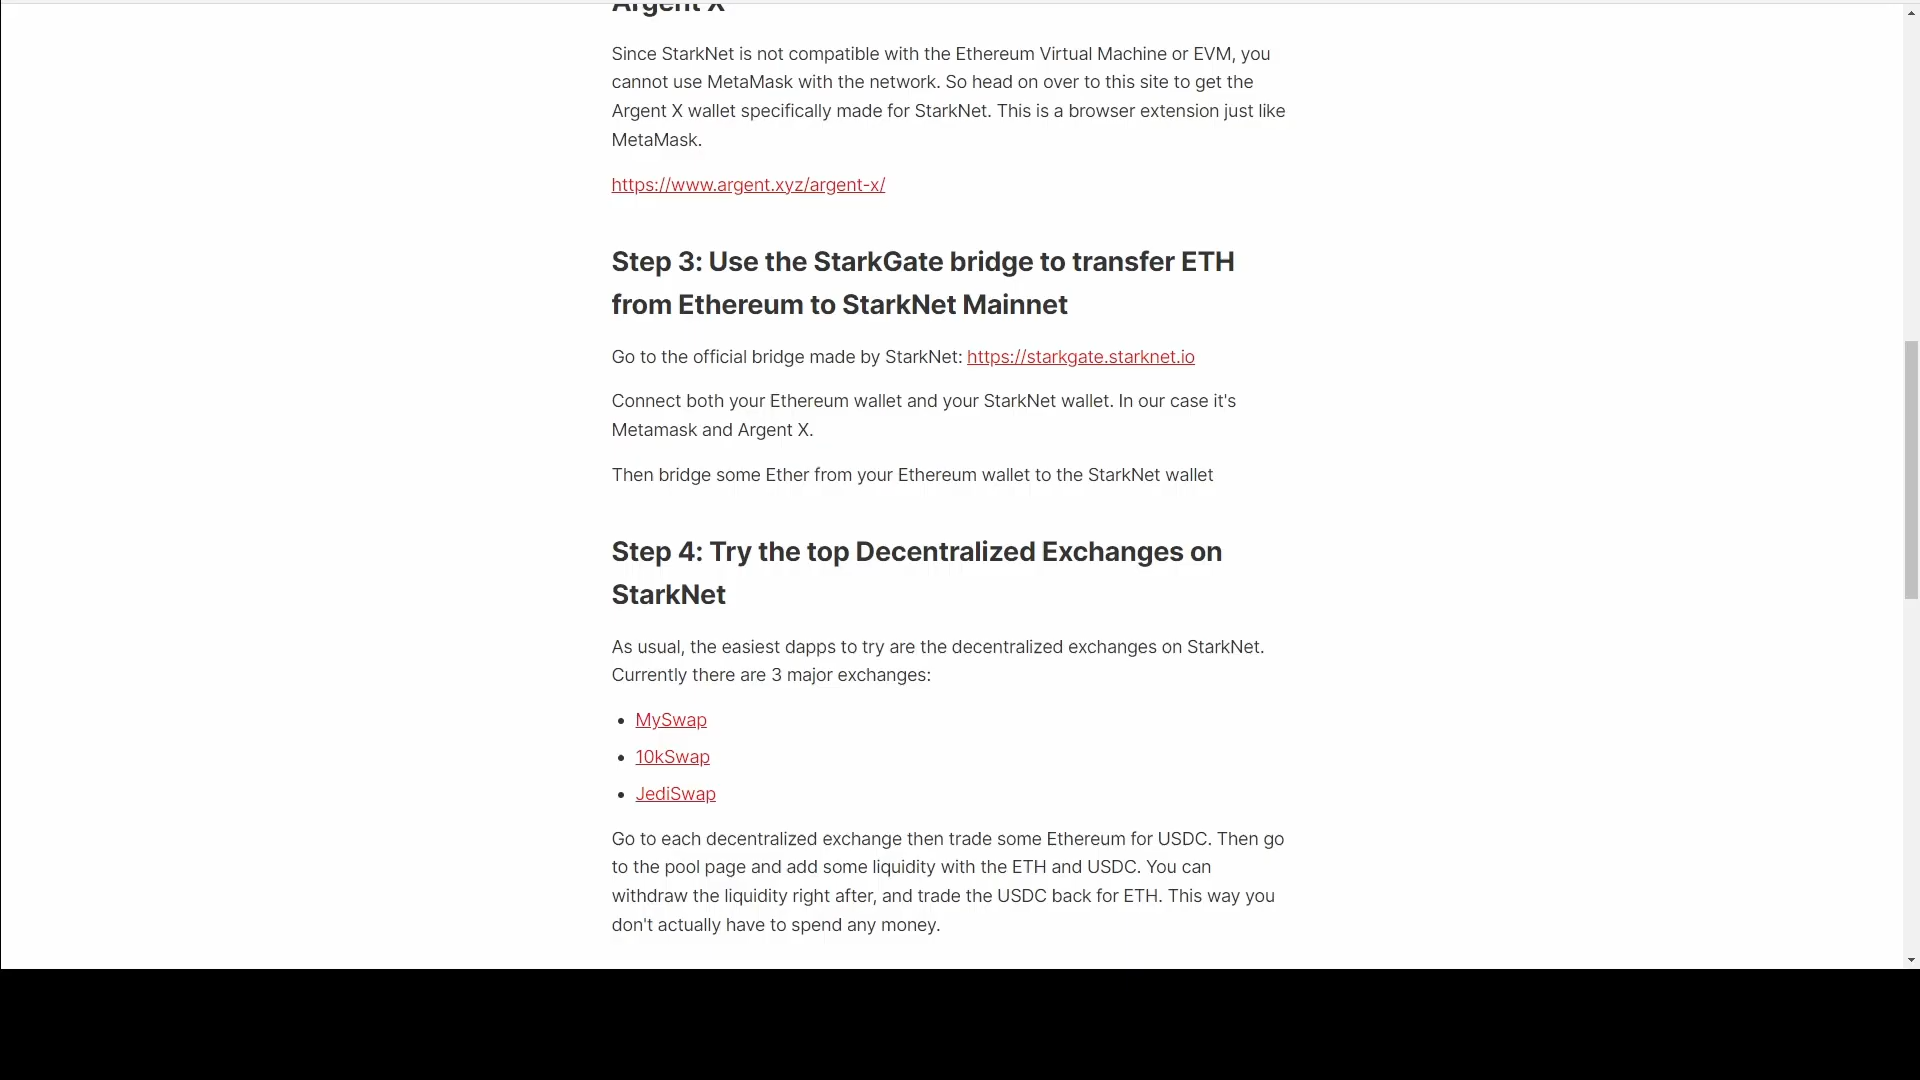 Argent X
Since StarkNet is not compatible with the Ethereum Virtual Machine or EVM, you
cannot use MetaMask with the network. So head on over to this site to get the
Argent X wallet specifically made for StarkNet. This is a browser extension just like
MetaMask.
https://www.argent.xyz/argent-x/
Step 3: Use the StarkGate bridge to transfer ETH
from Ethereum to StarkNet Mainnet
Go to the official bridge made by StarkNet: https://starkgate.starknet.io
Connect both your Ethereum wallet and your StarkNet wallet. In our case it's
Metamask and Argent X.
Then bridge some Ether from your Ethereum wallet to the StarkNet wallet
Step 4: Try the top Decentralized Exchanges on
StarkNet
As usual, the easiest dapps to try are the decentralized exchanges on StarkNet.
Currently there are 3 major exchanges:
• MySwap
• 10kSwap
• JediSwap
Go to each decentralized exchange then trade some Ethereum for USDC. Then go
to the pool page and add some liquidity with the ETH and USDC. You can
withdraw the liquidity right after, and trade the USDC back for ETH. This way you
don't actually have to spend any money.